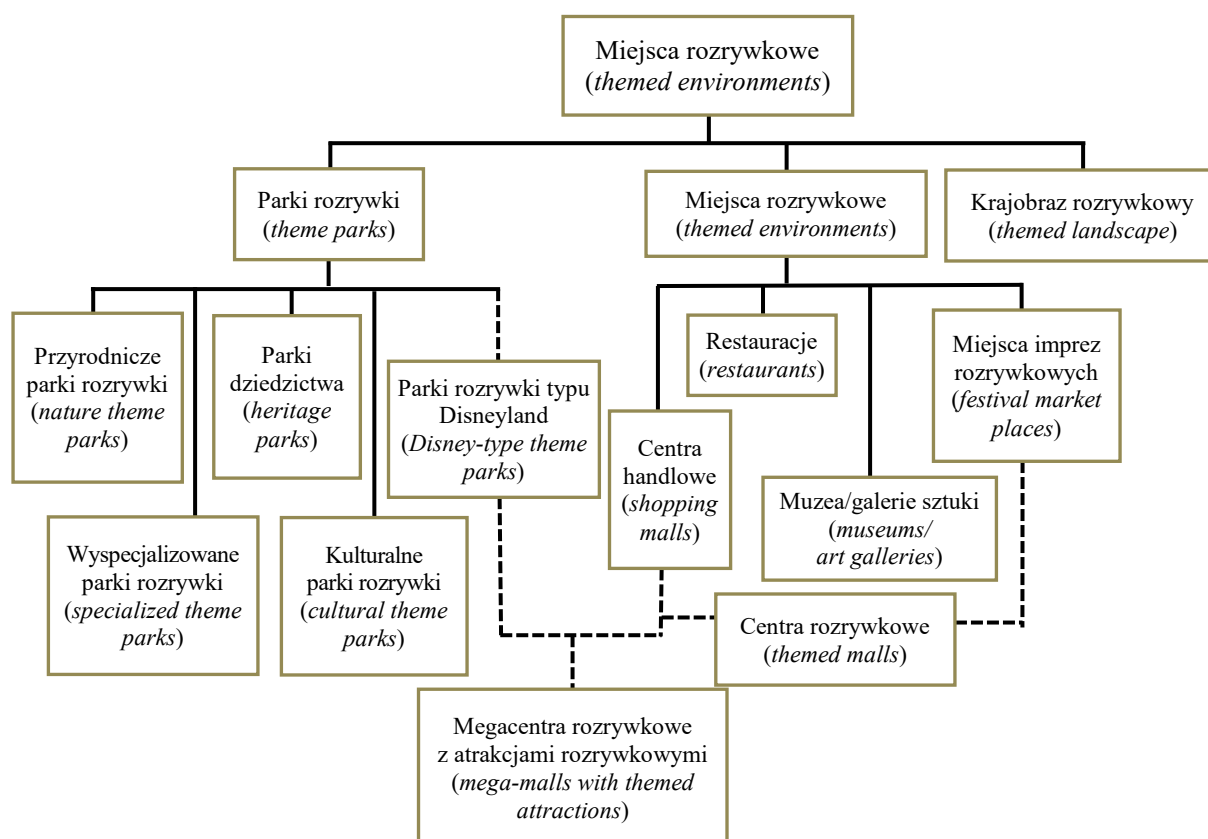 Miejsca rozrywkowe
(themed environments)
Parki rozrywki
(theme parks)
Miejsca rozrywkowe
(themed environments)
Krajobraz rozrywkowy
(themed landscape)
Przyrodnicze
parki rozrywki
(nature theme
parks)
Parki
dziedzictwa
(heritage
parks)
Parki rozrywki typu
Disneyland
(Disney-type theme
parks)
Restauracje
(restaurants)
Miejsca imprez
rozrywkowych
(festival market
places)
Centra
handlowe
(shopping
malls)
Muzea/galerie sztuki
(museums/
art galleries)
Wyspecjalizowane
parki rozrywki
(specialized theme
parks)
Kulturalne
parki rozrywki
(cultural theme
parks)
Centra rozrywkowe
(themed malls)
Megacentra rozrywkowe
z atrakcjami rozrywkowymi
(mega-malls with themed
attractions)